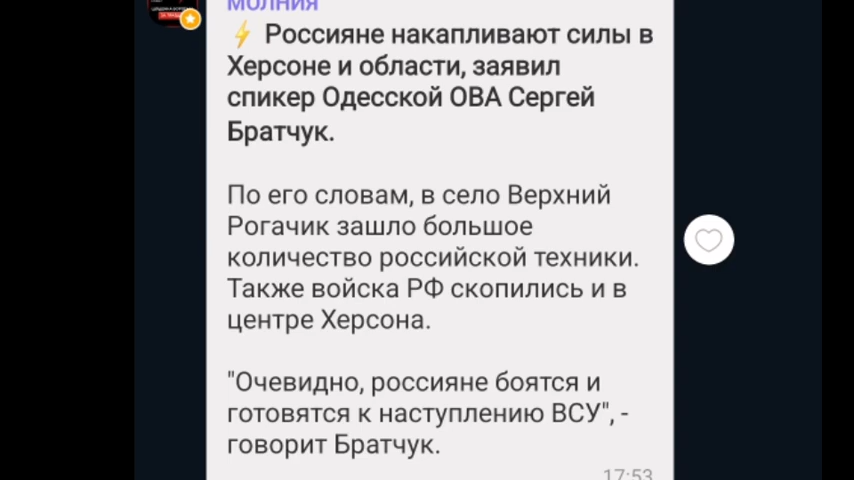 МОЛНИЯ
⚡ Россияне накапливают силы в
Херсоне и области, заявил
спикер Одесской ОВА Сергей
Братчук.
По его словам, в село Верхний
Рогачик зашло большое
количество российской техники.
Также войска РФ скопились и в
центре Херсона.
"Очевидно, россияне боятся и
готовятся к наступлению ВСУ", -
говорит Братчук.
17:53